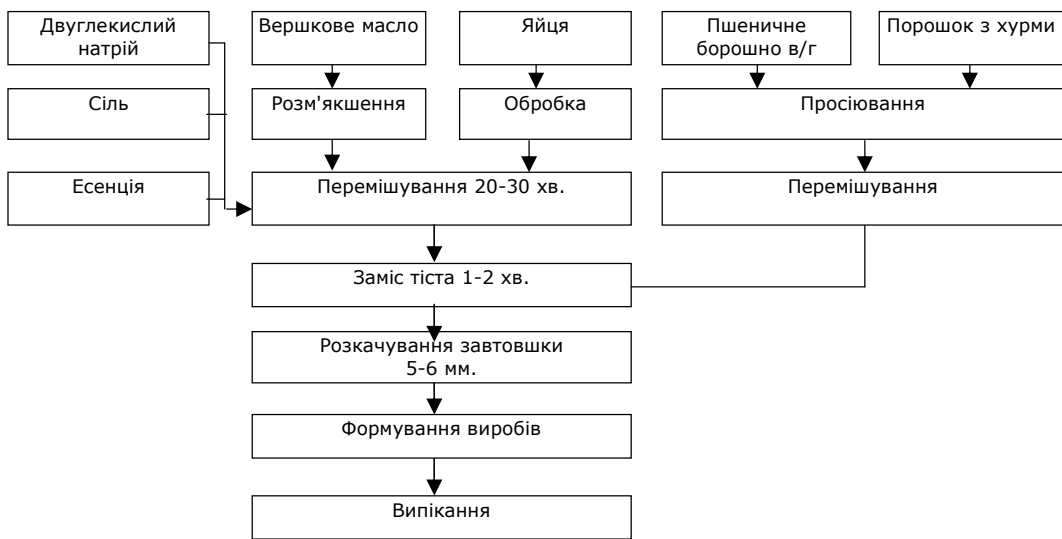 Двуглекислий
натрій
Вершкове масло
Яйця
Пшеничне
борошно в/г
Порошок з хурми
Сіль
Розм'якшення
Обробка
Просіювання
Есенція
Перемішування 20-30 хв.
Перемішування
Заміс тіста 1-2 хв.
Розкачування завтовшки
5-6 мм.
Формування виробів
Випікання